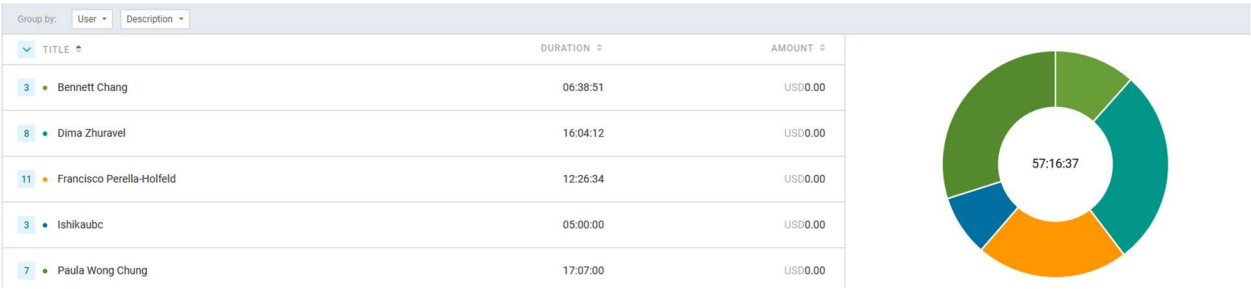 Group by: User Description
TITLE DURATION AMOUNT
3 Bennett Chang 06:38:51 USD0.00
8 Dima Zhuravel 16:04:12 USD0.00
11 Francisco Perella-Holfeld 12:26:34 USD0.00
3 Ishikaubc 05:00:00 USD0.00
7 Paula Wong Chung 17:07:00 USD0.00
57:16:37